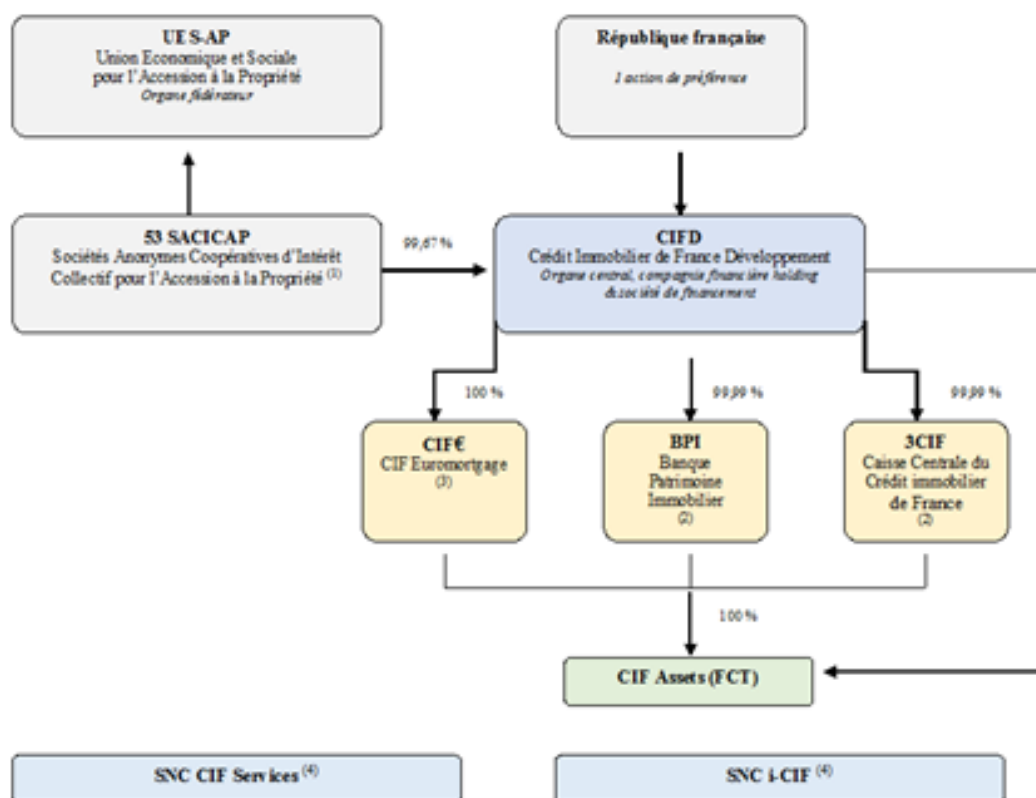 UES-AP
Union Economique et Sociale
pour l'Accession à la Propriété
Organe fédérateur
République française
1 action de préférence
53 SACICAP
Sociétés Anonymes Coopératives d'Intérêt
Collectif pour l'Accession à la Propriété (1)
99,67 %
CIFD
Crédit Immobilier de France Développement
Organe central, compagnie financière holding
& société de financement
100 %
99,99 %
99,99 %
CIF€
CIF Euromortgage
(3)
BPI
Banque
Patrimoine
Immobilier
(2)
3CIF
Caisse Centrale du
Crédit immobilier
de France
(2)
100 %
CIF Assets (FCT)
SNC CIF Services (4)
SNC i-CIF (4)